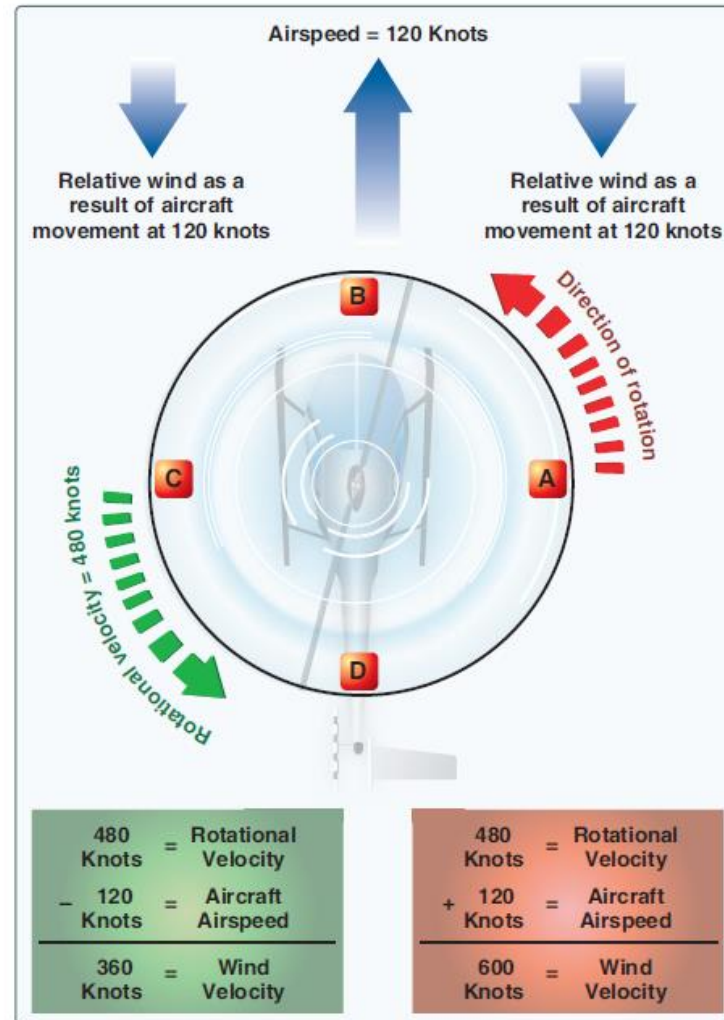 Airspeed = 120 Knots
Relative wind as a
result of aircraft
movement at 120 knots
Relative wind as a
result of aircraft
movement at 120 knots
B
Direction of rotation
C
A
Rotational velocity = 480 knots
D
480 Knots = Rotational Velocity
– 120 Knots = Aircraft Airspeed
360 Knots = Wind Velocity
480 Knots = Rotational Velocity
+ 120 Knots = Aircraft Airspeed
600 Knots = Wind Velocity